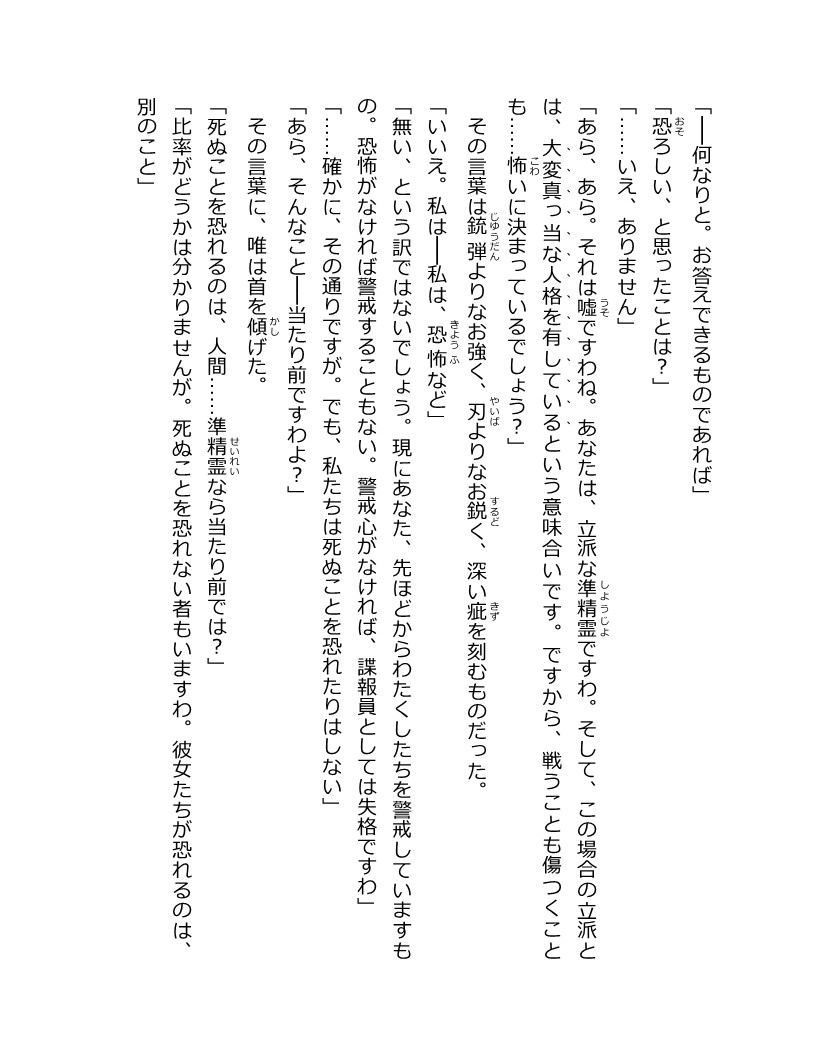 「――何なりと。お答えできるものであれば」
「恐ろしい、と思ったことは？」
「……いえ、ありません」
「あら、あら。それは嘘ですわね。あなたは、立派な準精霊ですわ。そして、この場合の立派と
は、大変真っ当な人格を有しているという意味合いです。ですから、戦うことも傷つくこと
も……怖いに決まっているでしょう？」
その言葉は銃弾よりなお強く、刃よりなお鋭く、深い疵を刻むものだった。
「いいえ。私は――私は、恐怖など」
「無い、という訳ではないでしょう。現にあなた、先ほどからわたくしたちを警戒していますも
の。恐怖がなければ警戒することもない。警戒心がなければ、諜報員としては失格ですわ」
「……確かに、その通りですが。でも、私たちは死ぬことを恐れたりはしない」
「あら、そんなこと――当たり前ですわよ？」
その言葉に、唯は首を傾げた。
「死ぬことを恐れるのは、人間……準精霊なら当たり前では？」
「比率がどうかは分かりませんが。死ぬことを恐れない者もいますわ。彼女たちが恐れるのは、
別のこと」